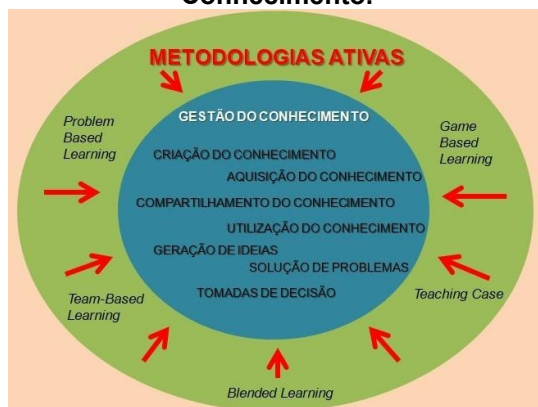 Conhecimento.
METODOLOGIAS ATIVAS
GESTÃO DO CONHECIMENTO
Problem
Based
Learning
Game
Based
Learning
CRIAÇÃO DO CONHECIMENTO
AQUISIÇÃO DO CONHECIMENTO
COMPARTILHAMENTO DO CONHECIMENTO
UTILIZAÇÃO DO CONHECIMENTO
GERAÇÃO DE IDEIAS
SOLUÇÃO DE PROBLEMAS
TOMADAS DE DECISÃO
Team-Based
Learning
Teaching Case
Blended Learning